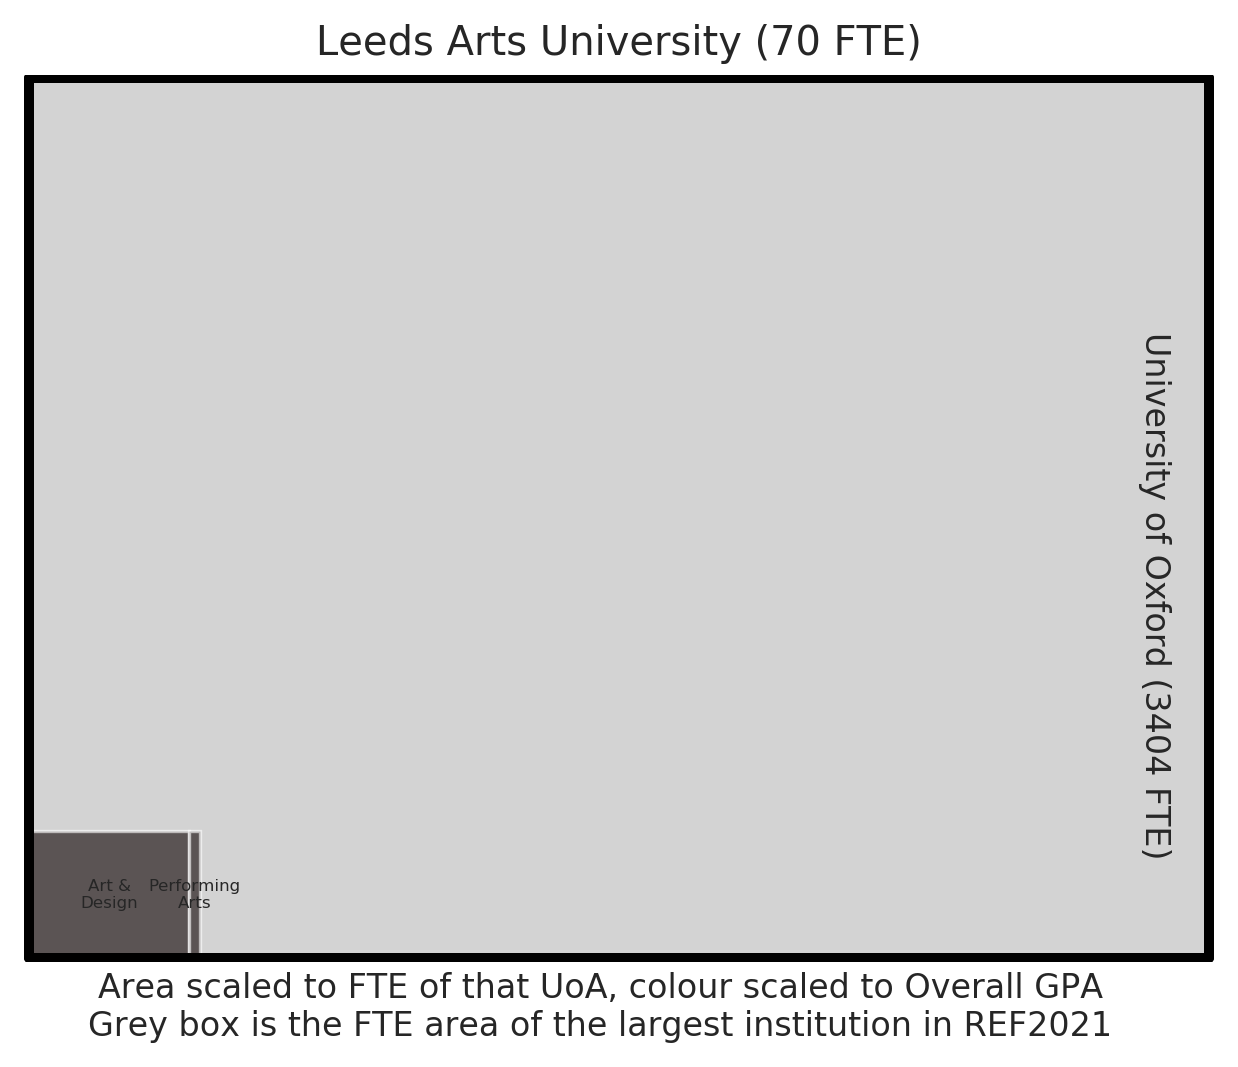 Leeds Arts University (70 FTE)
University of Oxford (3404 FTE)
Art &
Design
Performing
Arts
Area scaled to FTE of that UoA, colour scaled to Overall GPA
Grey box is the FTE area of the largest institution in REF2021